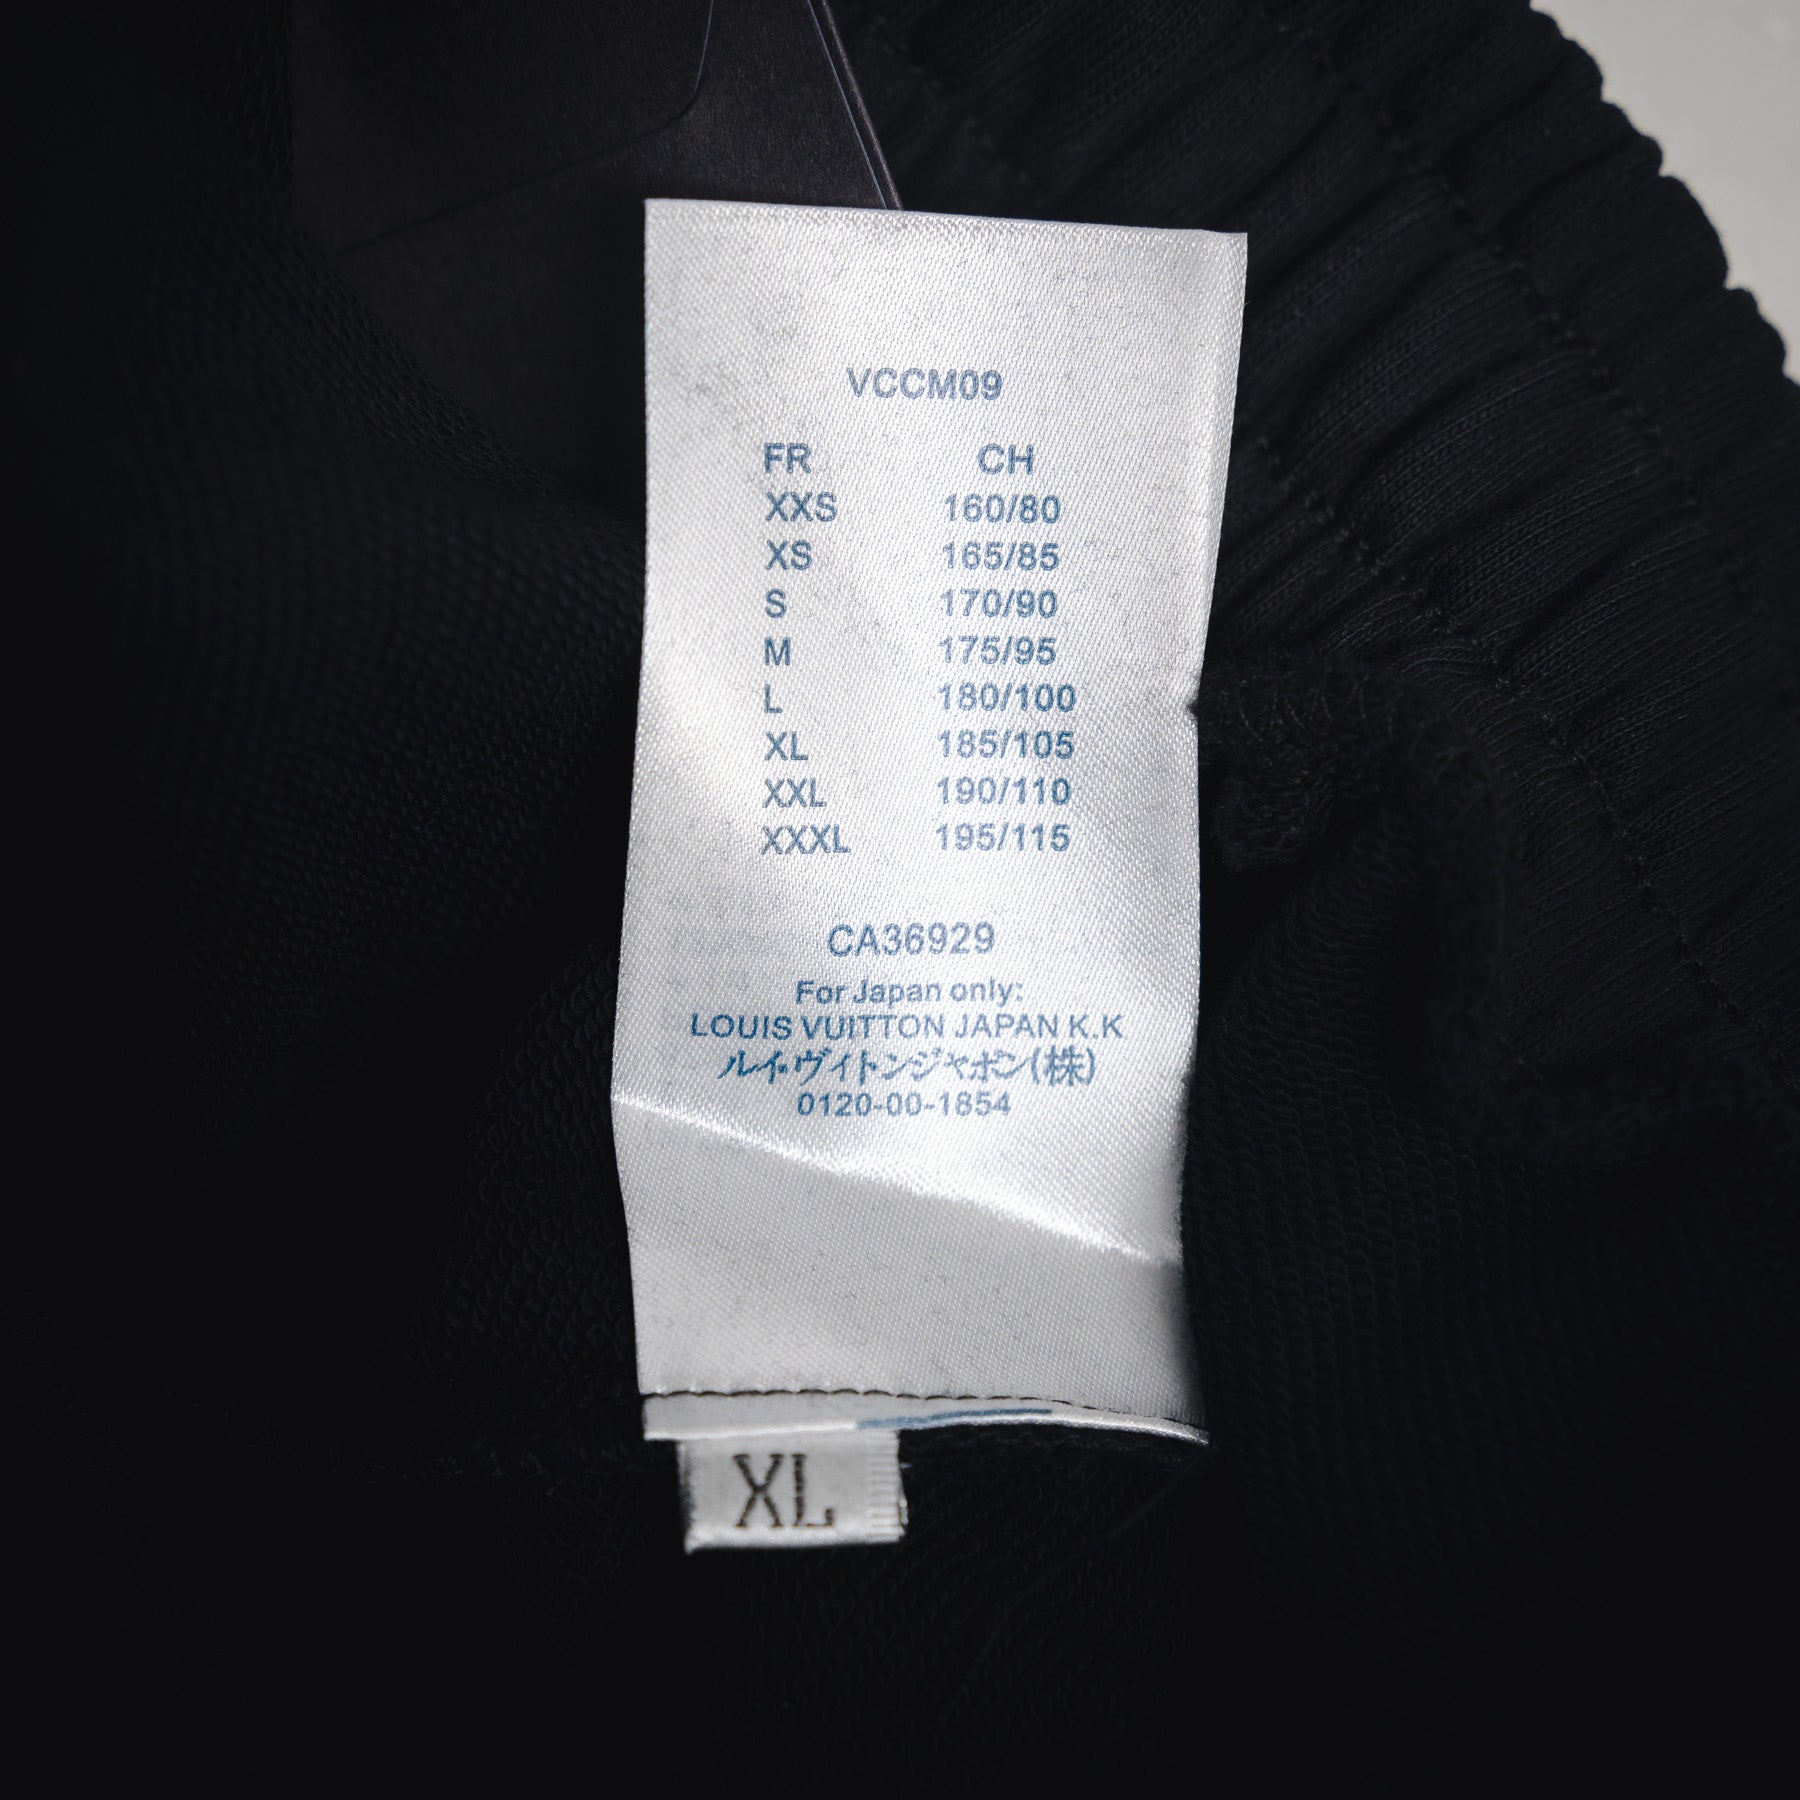 VCCM09
FR CH
XXS 160/80
XS 165/85
S 170/90
M 175/95
L 180/100
XL 185/105
XXL 190/110
XXXL 195/115
CA36929
For Japan only:
LOUIS VUITTON JAPAN K.K
ルイ・ヴィトンジャポン(株)
0120-00-1854
XL